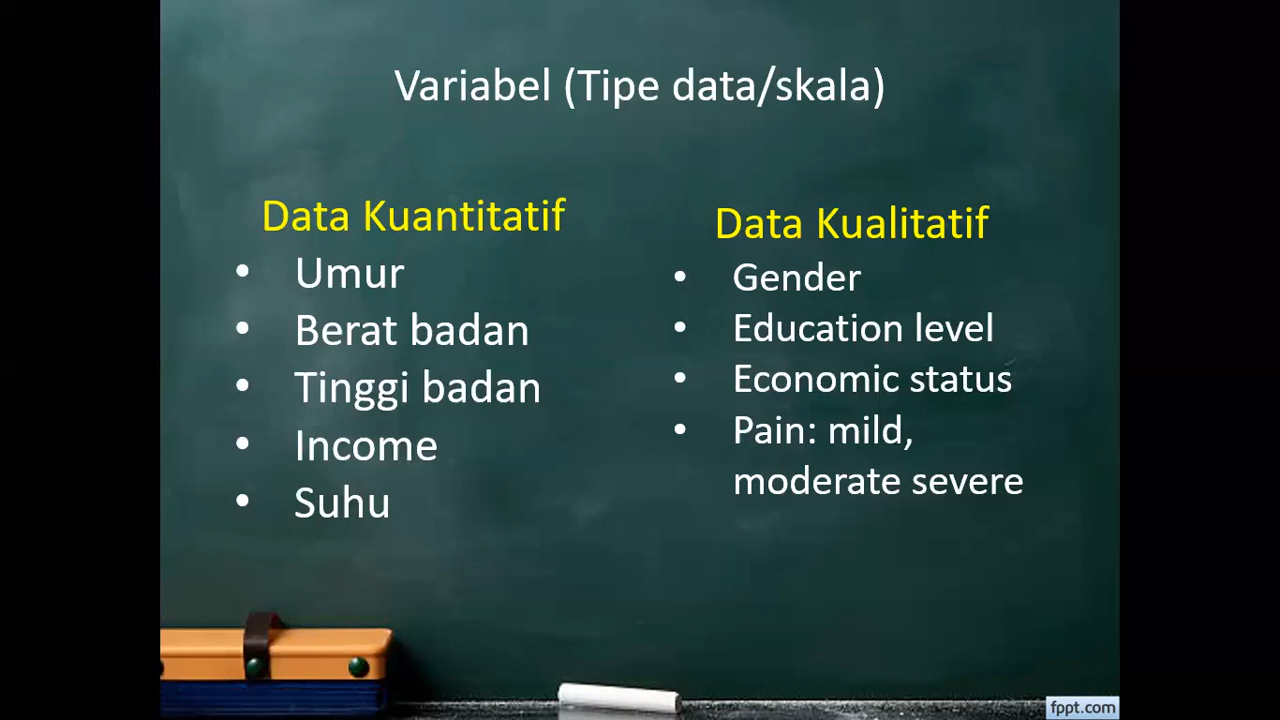 Variabel (Tipe data/skala)
Data Kuantitatif
• Umur
• Berat badan
• Tinggi badan
• Income
• Suhu
Data Kualitatif
• Gender
• Education level
• Economic status
• Pain: mild,
moderate severe
fppt.com